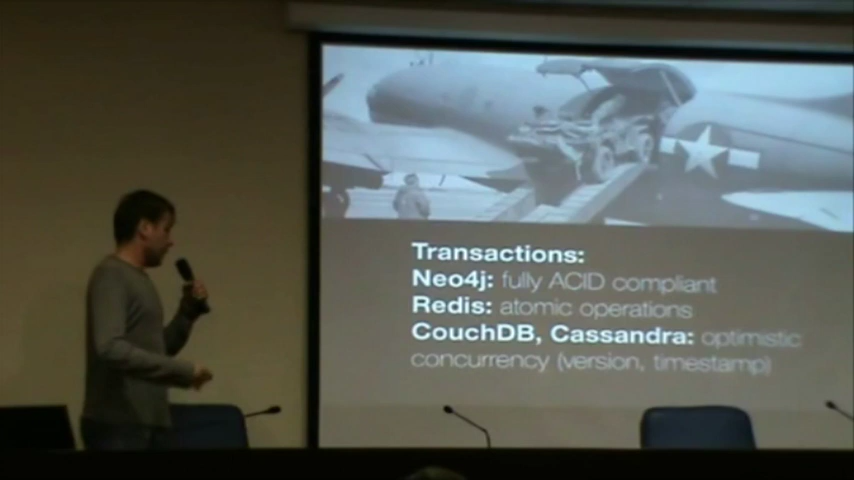 Transactions:
Neo4j: fully ACID compliant
Redis: atomic operations
CouchDB, Cassandra: optimistic
concurrency (version, timestamp)